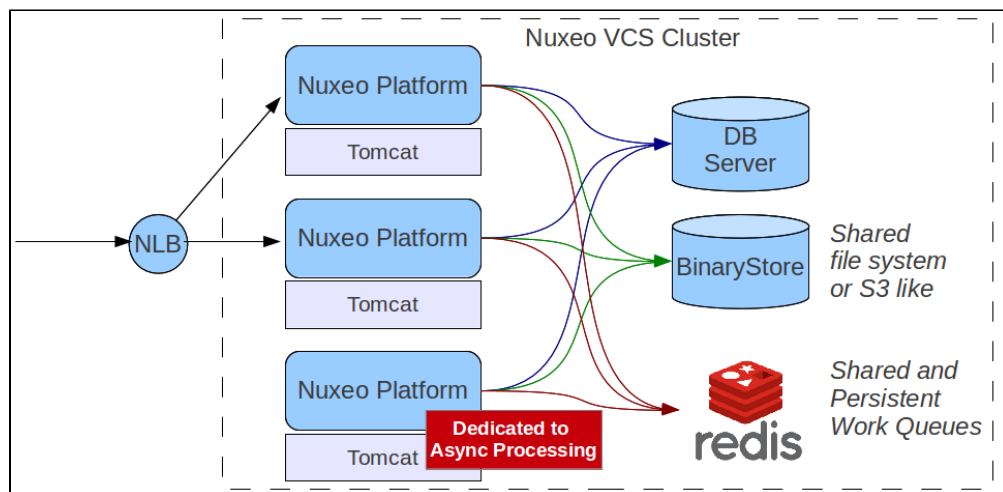 Nuxeo VCS Cluster
Nuxeo Platform
Tomcat
DB
Server
NLB
Nuxeo Platform
Tomcat
BinaryStore
Shared
file system
or S3 like
Nuxeo Platform
Tomcat
Dedicated to
Async Processing
redis
Shared and
Persistent
Work Queues